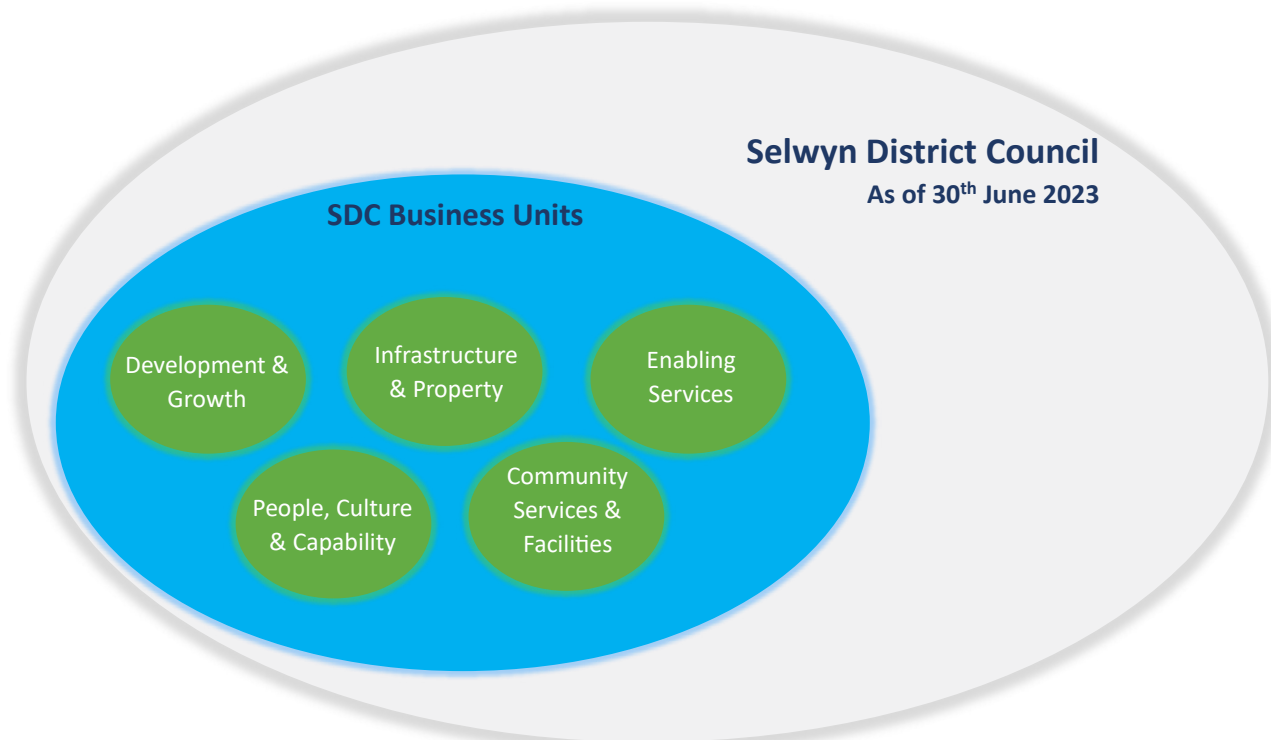 Selwyn District Council
As of 30th June 2023
SDC Business Units
Development &
Growth
Infrastructure
& Property
Enabling
Services
People, Culture
& Capability
Community
Services &
Facilities